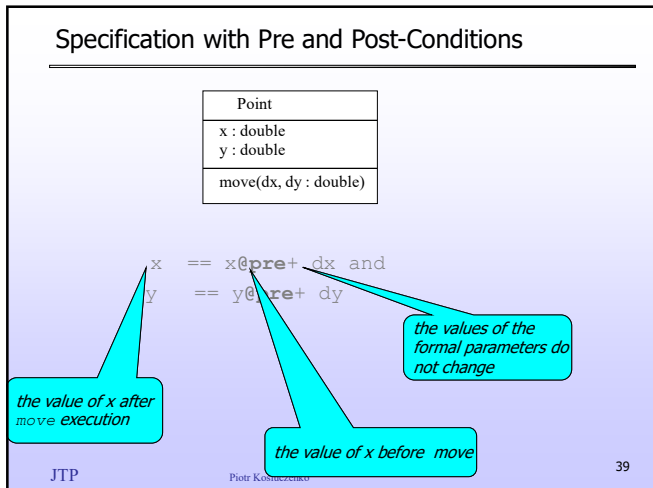 Specification with Pre and Post-Conditions
Point
x : double
y : double
move(dx, dy : double)
x == x@pre+ dx and
y == y@pre+ dy
the values of the
formal parameters do
not change
the value of x after
move execution
the value of x before move
JTP
Piotr Kosiuczenko
39